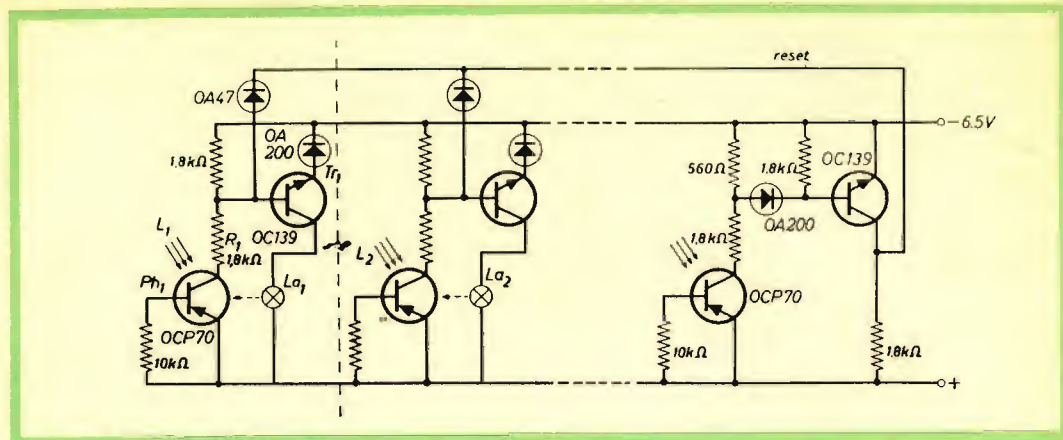 reset
OA47
−6.5V
OA
200
1,8kΩ
Tr₁
560Ω
1.8kΩ
OC139
OA200
L₁
R₁
1,8kΩ
OC139
L₂
1,8kΩ
Ph₁
La₁
La₂
OCP70
OCP70
10kΩ
10kΩ
1,8kΩ
+